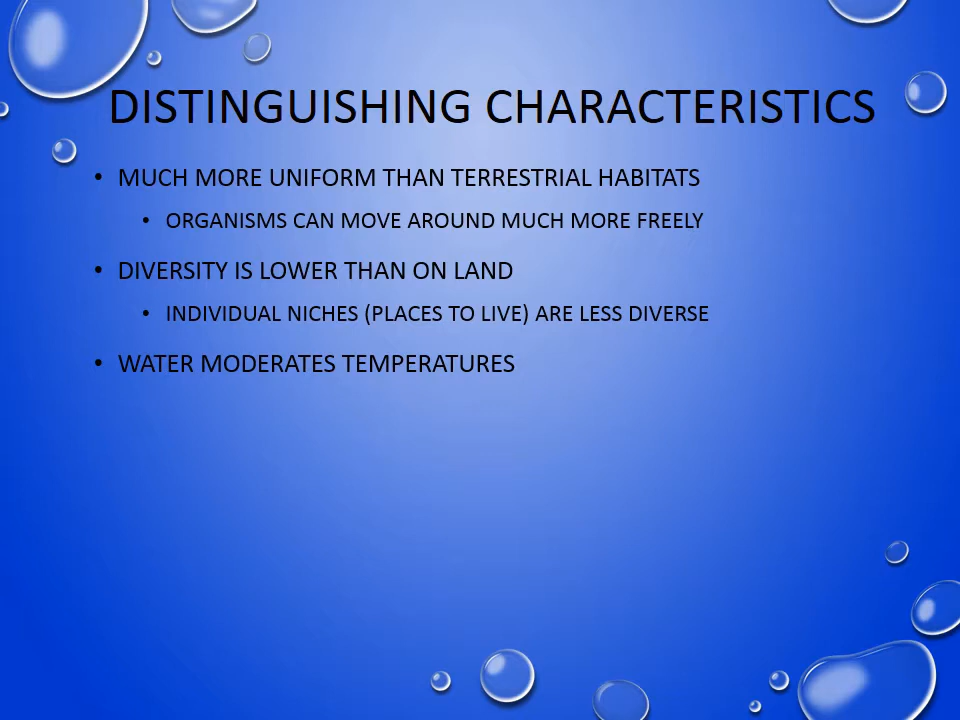 DISTINGUISHING CHARACTERISTICS
• MUCH MORE UNIFORM THAN TERRESTRIAL HABITATS
• ORGANISMS CAN MOVE AROUND MUCH MORE FREELY
• DIVERSITY IS LOWER THAN ON LAND
• INDIVIDUAL NICHES (PLACES TO LIVE) ARE LESS DIVERSE
• WATER MODERATES TEMPERATURES